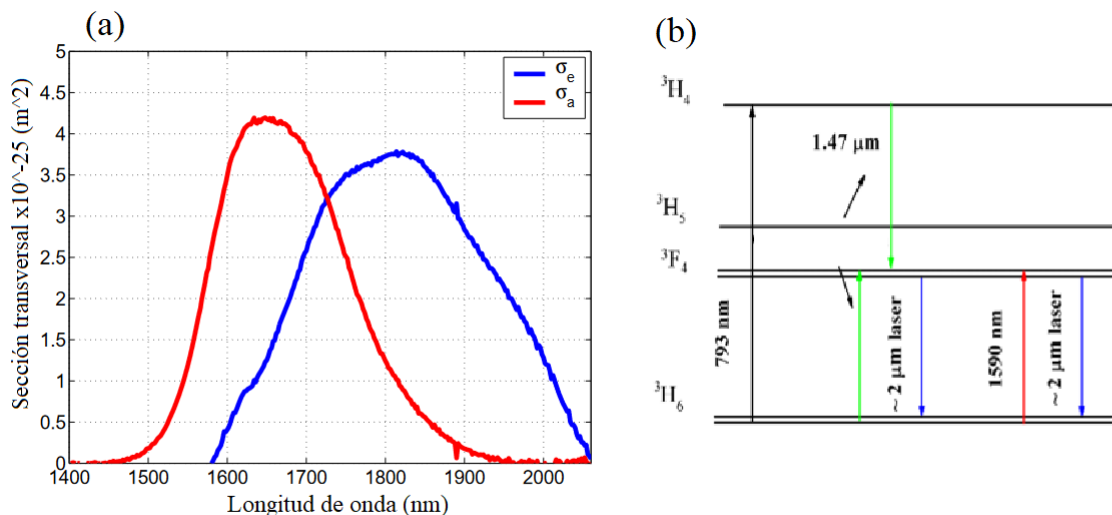 (a)
5
4.5
4
3.5
3
2.5
2
1.5
1
0.5
0
1400 1500 1600 1700 1800 1900 2000
Longitud de onda (nm)
Sección transversal x10^-25 (m^2)
σe
σa
(b)
³H₄
1.47 µm
³H₅
³F₄
793 nm
~ 2 µm laser
1590 nm
~ 2 µm laser
³H₆